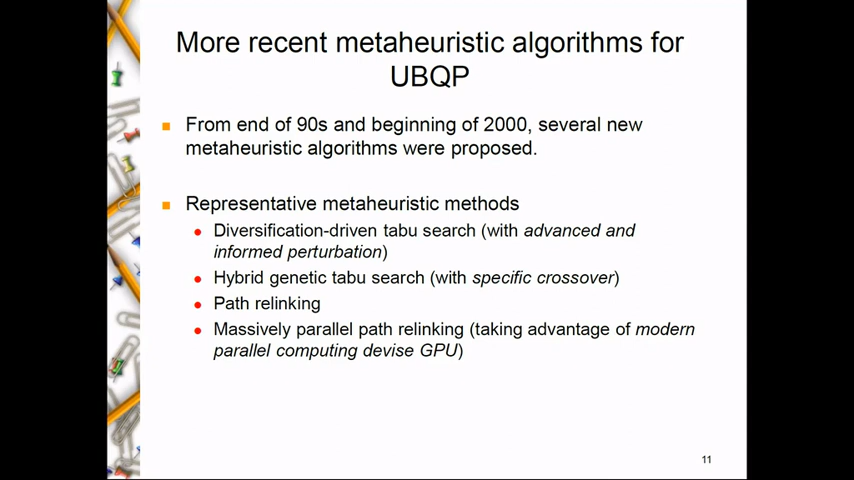 More recent metaheuristic algorithms for
UBQP
From end of 90s and beginning of 2000, several new
metaheuristic algorithms were proposed.
Representative metaheuristic methods
Diversification-driven tabu search (with advanced and
informed perturbation)
Hybrid genetic tabu search (with specific crossover)
Path relinking
Massively parallel path relinking (taking advantage of modern
parallel computing devise GPU)
11